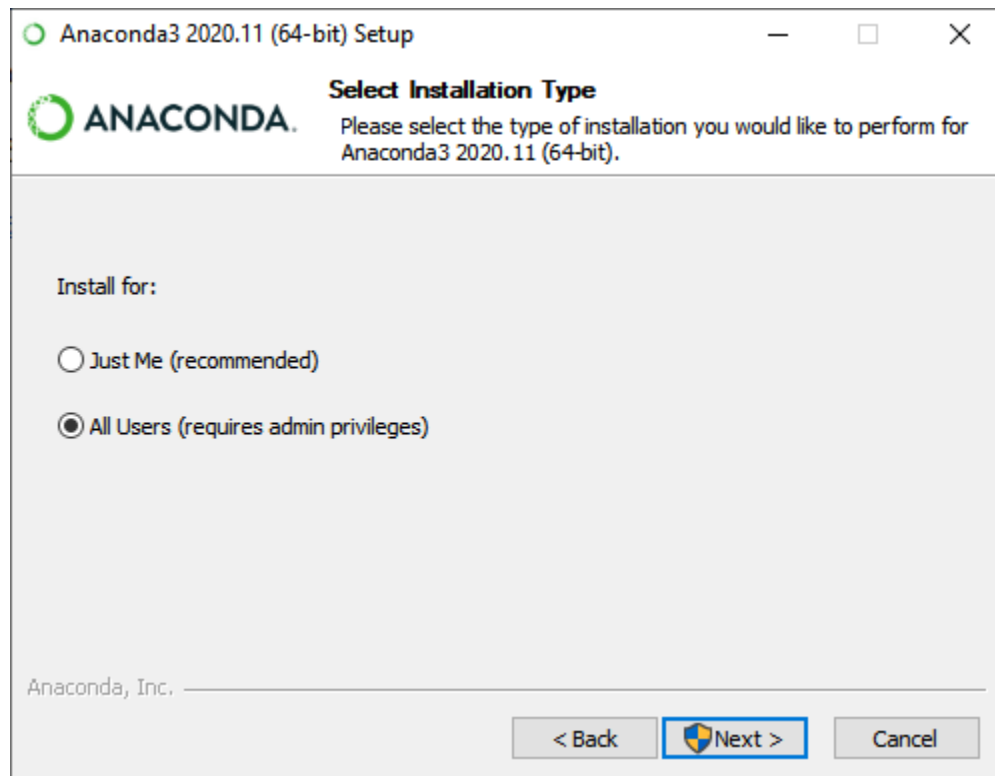 Anaconda3 2020.11 (64-bit) Setup
ANACONDA.
Select Installation Type
Please select the type of installation you would like to perform for
Anaconda3 2020.11 (64-bit).
Install for:
Just Me (recommended)
All Users (requires admin privileges)
Anaconda, Inc.
< Back
Next >
Cancel